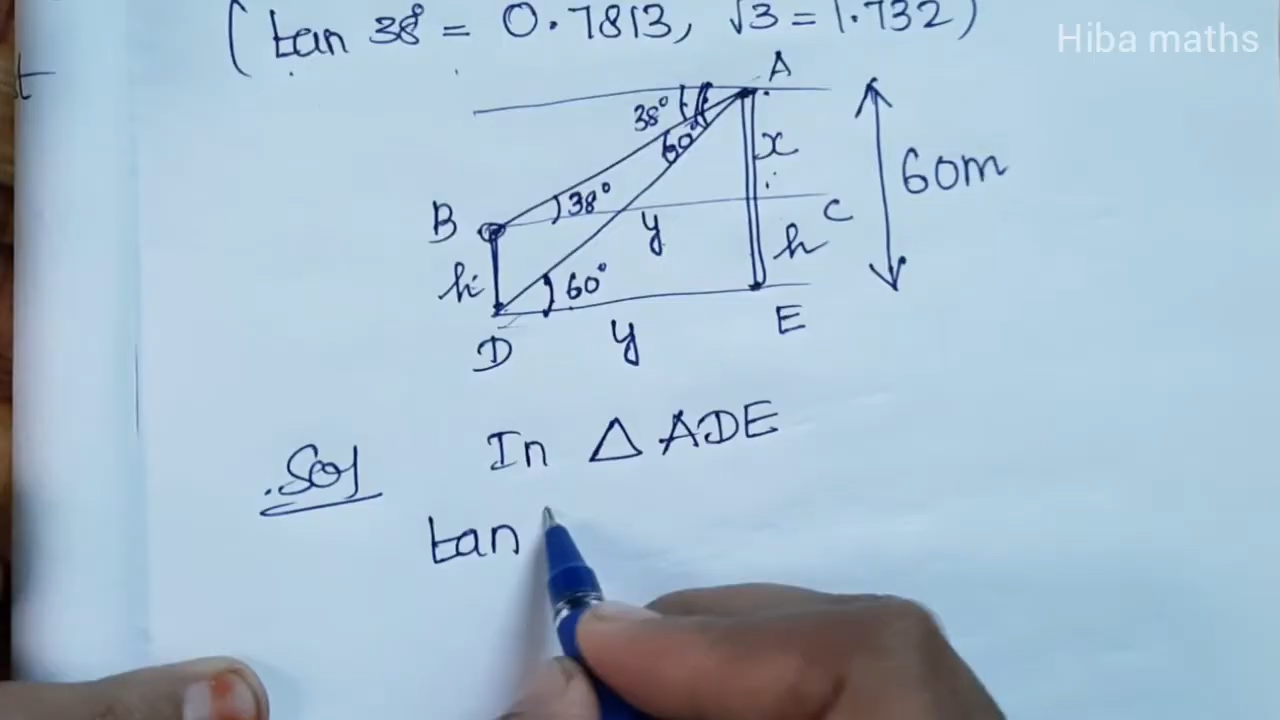 (tan 38° = 0.7813, √3 = 1.732)
Hiba maths
t
A
38°
60°
x
60m
B
38°
y
C
h
h
60°
D
y
E
Sol In △ ADE
tan